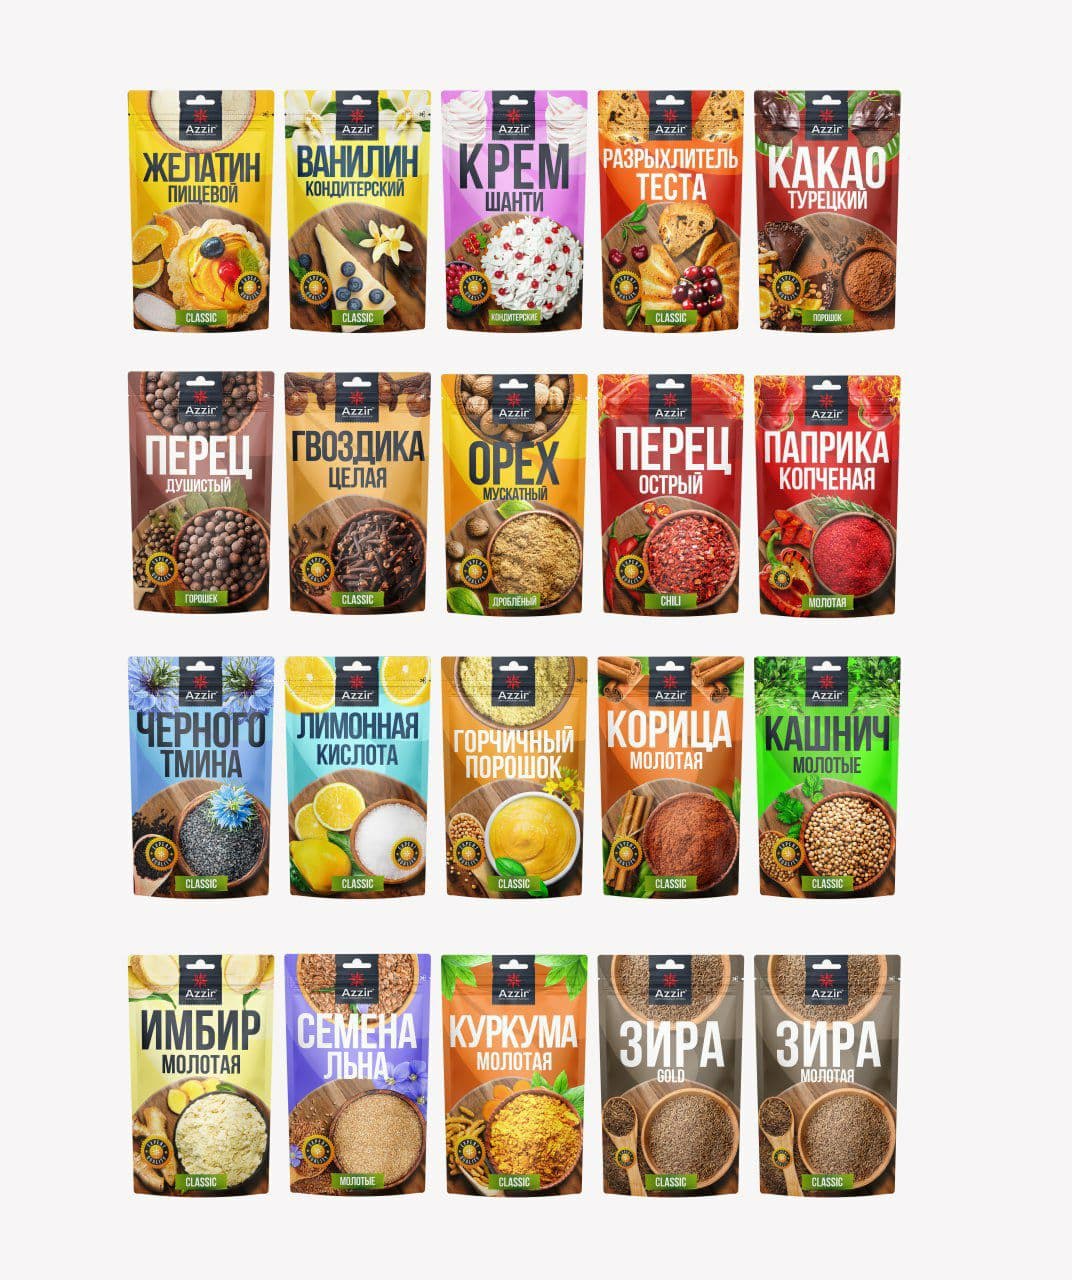 Azzir
ЖЕЛАТИН
ПИЩЕВОЙ
CLASSIC
Azzir
ВАНИЛИН
КОНДИТЕРСКИЙ
CLASSIC
Azzir
КРЕМ
ШАНТИ
КОНДИТЕРСКИЕ
Azzir
РАЗРЫХЛИТЕЛЬ
ТЕСТА
CLASSIC
Azzir
КАКАО
ТУРЕЦКИЙ
ПОРОШОК
Azzir
ПЕРЕЦ
ДУШИСТЫЙ
ГОРОШЕК
Azzir
ГВОЗДИКА
ЦЕЛАЯ
CLASSIC
Azzir
ОРЕХ
МУСКАТНЫЙ
ДРОБЛЁНЫЙ
Azzir
ПЕРЕЦ
ОСТРЫЙ
CHILI
Azzir
ПАПРИКА
КОПЧЕНАЯ
МОЛОТАЯ
Azzir
ЧЕРНОГО
ТМИНА
CLASSIC
Azzir
ЛИМОННАЯ
КИСЛОТА
CLASSIC
Azzir
ГОРЧИЧНЫЙ
ПОРОШОК
CLASSIC
Azzir
КОРИЦА
МОЛОТАЯ
CLASSIC
Azzir
КАШНИЧ
МОЛОТЫЕ
CLASSIC
Azzir
ИМБИР
МОЛОТАЯ
CLASSIC
Azzir
СЕМЕНА
ЛЬНА
МОЛОТЫЕ
Azzir
КУРКУМА
МОЛОТАЯ
CLASSIC
Azzir
ЗИРА
GOLD
CLASSIC
Azzir
ЗИРА
МОЛОТАЯ
CLASSIC